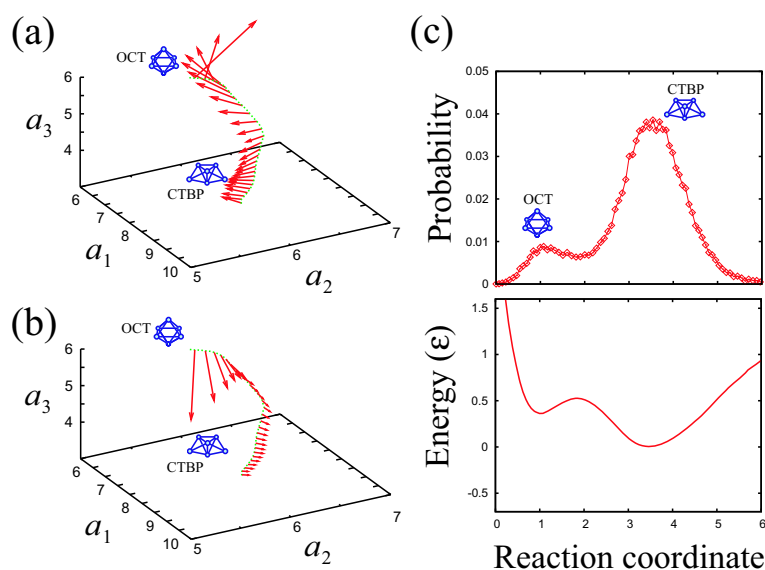 (a)
OCT
a3
6
5
4
CTBP
6
7
8
9
10
a1
5
6
7
a2
(b)
OCT
a3
6
5
4
CTBP
6
7
8
9
10
a1
5
6
7
a2
(c)
Probability
0.05
0.04
0.03
0.02
0.01
0
CTBP
OCT
Energy (ε)
1.5
1
0.5
0
-0.5
0 1 2 3 4 5 6
Reaction coordinate